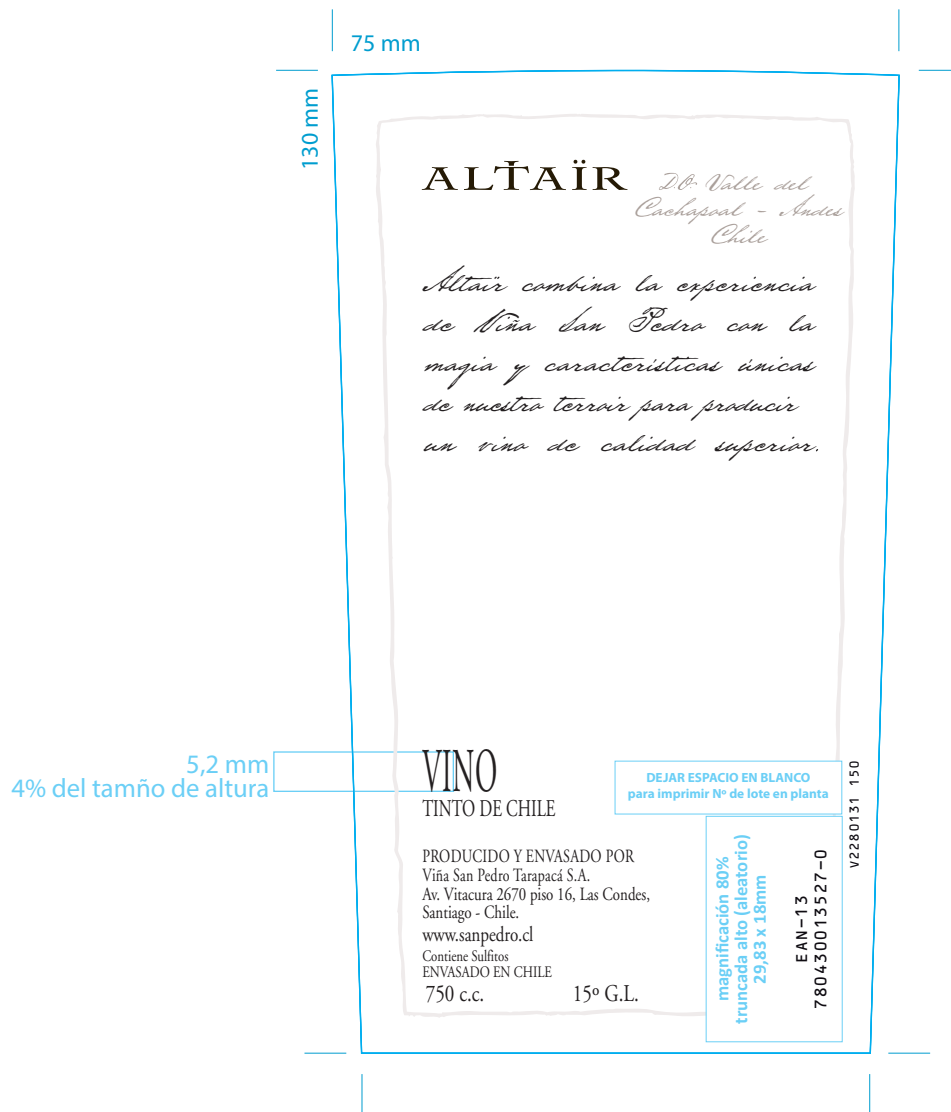 75 mm
130 mm
ALTAÏR
D.O. Valle del
Cachapoal - Andes
Chile
Altaïr combina la experiencia
de Viña San Pedro con la
magia y características únicas
de nuestro terroir para producir
un vino de calidad superior.
5,2 mm
4% del tamño de altura
VINO
TINTO DE CHILE
DEJAR ESPACIO EN BLANCO
para imprimir Nº de lote en planta
V2280131 150
PRODUCIDO Y ENVASADO POR
Viña San Pedro Tarapacá S.A.
Av. Vitacura 2670 piso 16, Las Condes,
Santiago - Chile.
www.sanpedro.cl
Contiene Sulfitos
ENVASADO EN CHILE
750 c.c. 15º G.L.
magnificación 80%
truncada alto (aleatorio)
29,83 x 18mm
EAN-13
780430013527-0